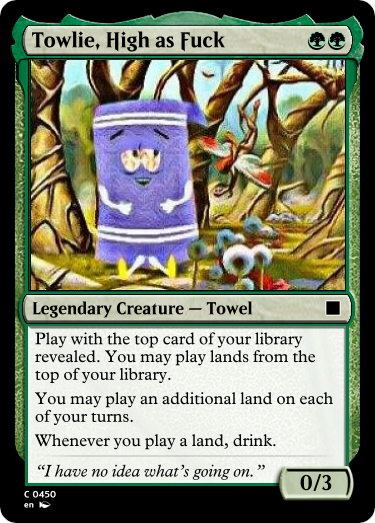 Towlie, High as Fuck
Legendary Creature — Towel
Play with the top card of your library
revealed. You may play lands from the
top of your library.
You may play an additional land on each
of your turns.
Whenever you play a land, drink.
“I have no idea what’s going on.”
0/3
C 0450
en